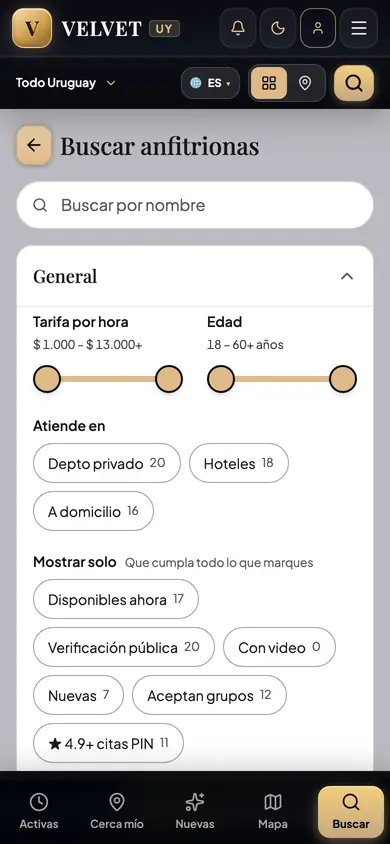 V VELVET UY
Todo Uruguay ES
Buscar anfitrionas
Buscar por nombre
General
Tarifa por hora Edad
$ 1.000 – $ 13.000+ 18 – 60+ años
Atiende en
Depto privado 20 Hoteles 18
A domicilio 16
Mostrar solo Que cumpla todo lo que marques
Disponibles ahora 17
Verificación pública 20 Con video 0
Nuevas 7 Aceptan grupos 12
★ 4.9+ citas PIN 11
Activas Cerca mío Nuevas Mapa Buscar